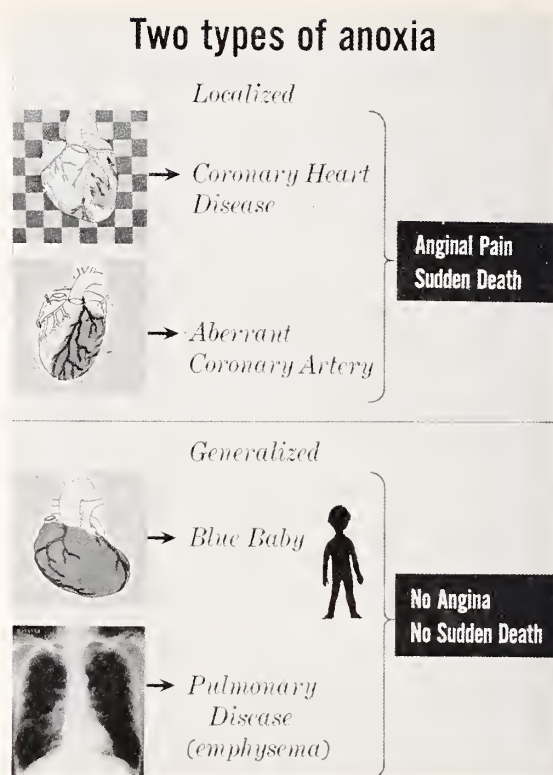 Two types of anoxia
Localized
Coronary Heart
Disease
Anginal Pain
Sudden Death
Aberrant
Coronary Artery
Generalized
Blue Baby
No Angina
No Sudden Death
Pulmonary
Disease
(emphysema)